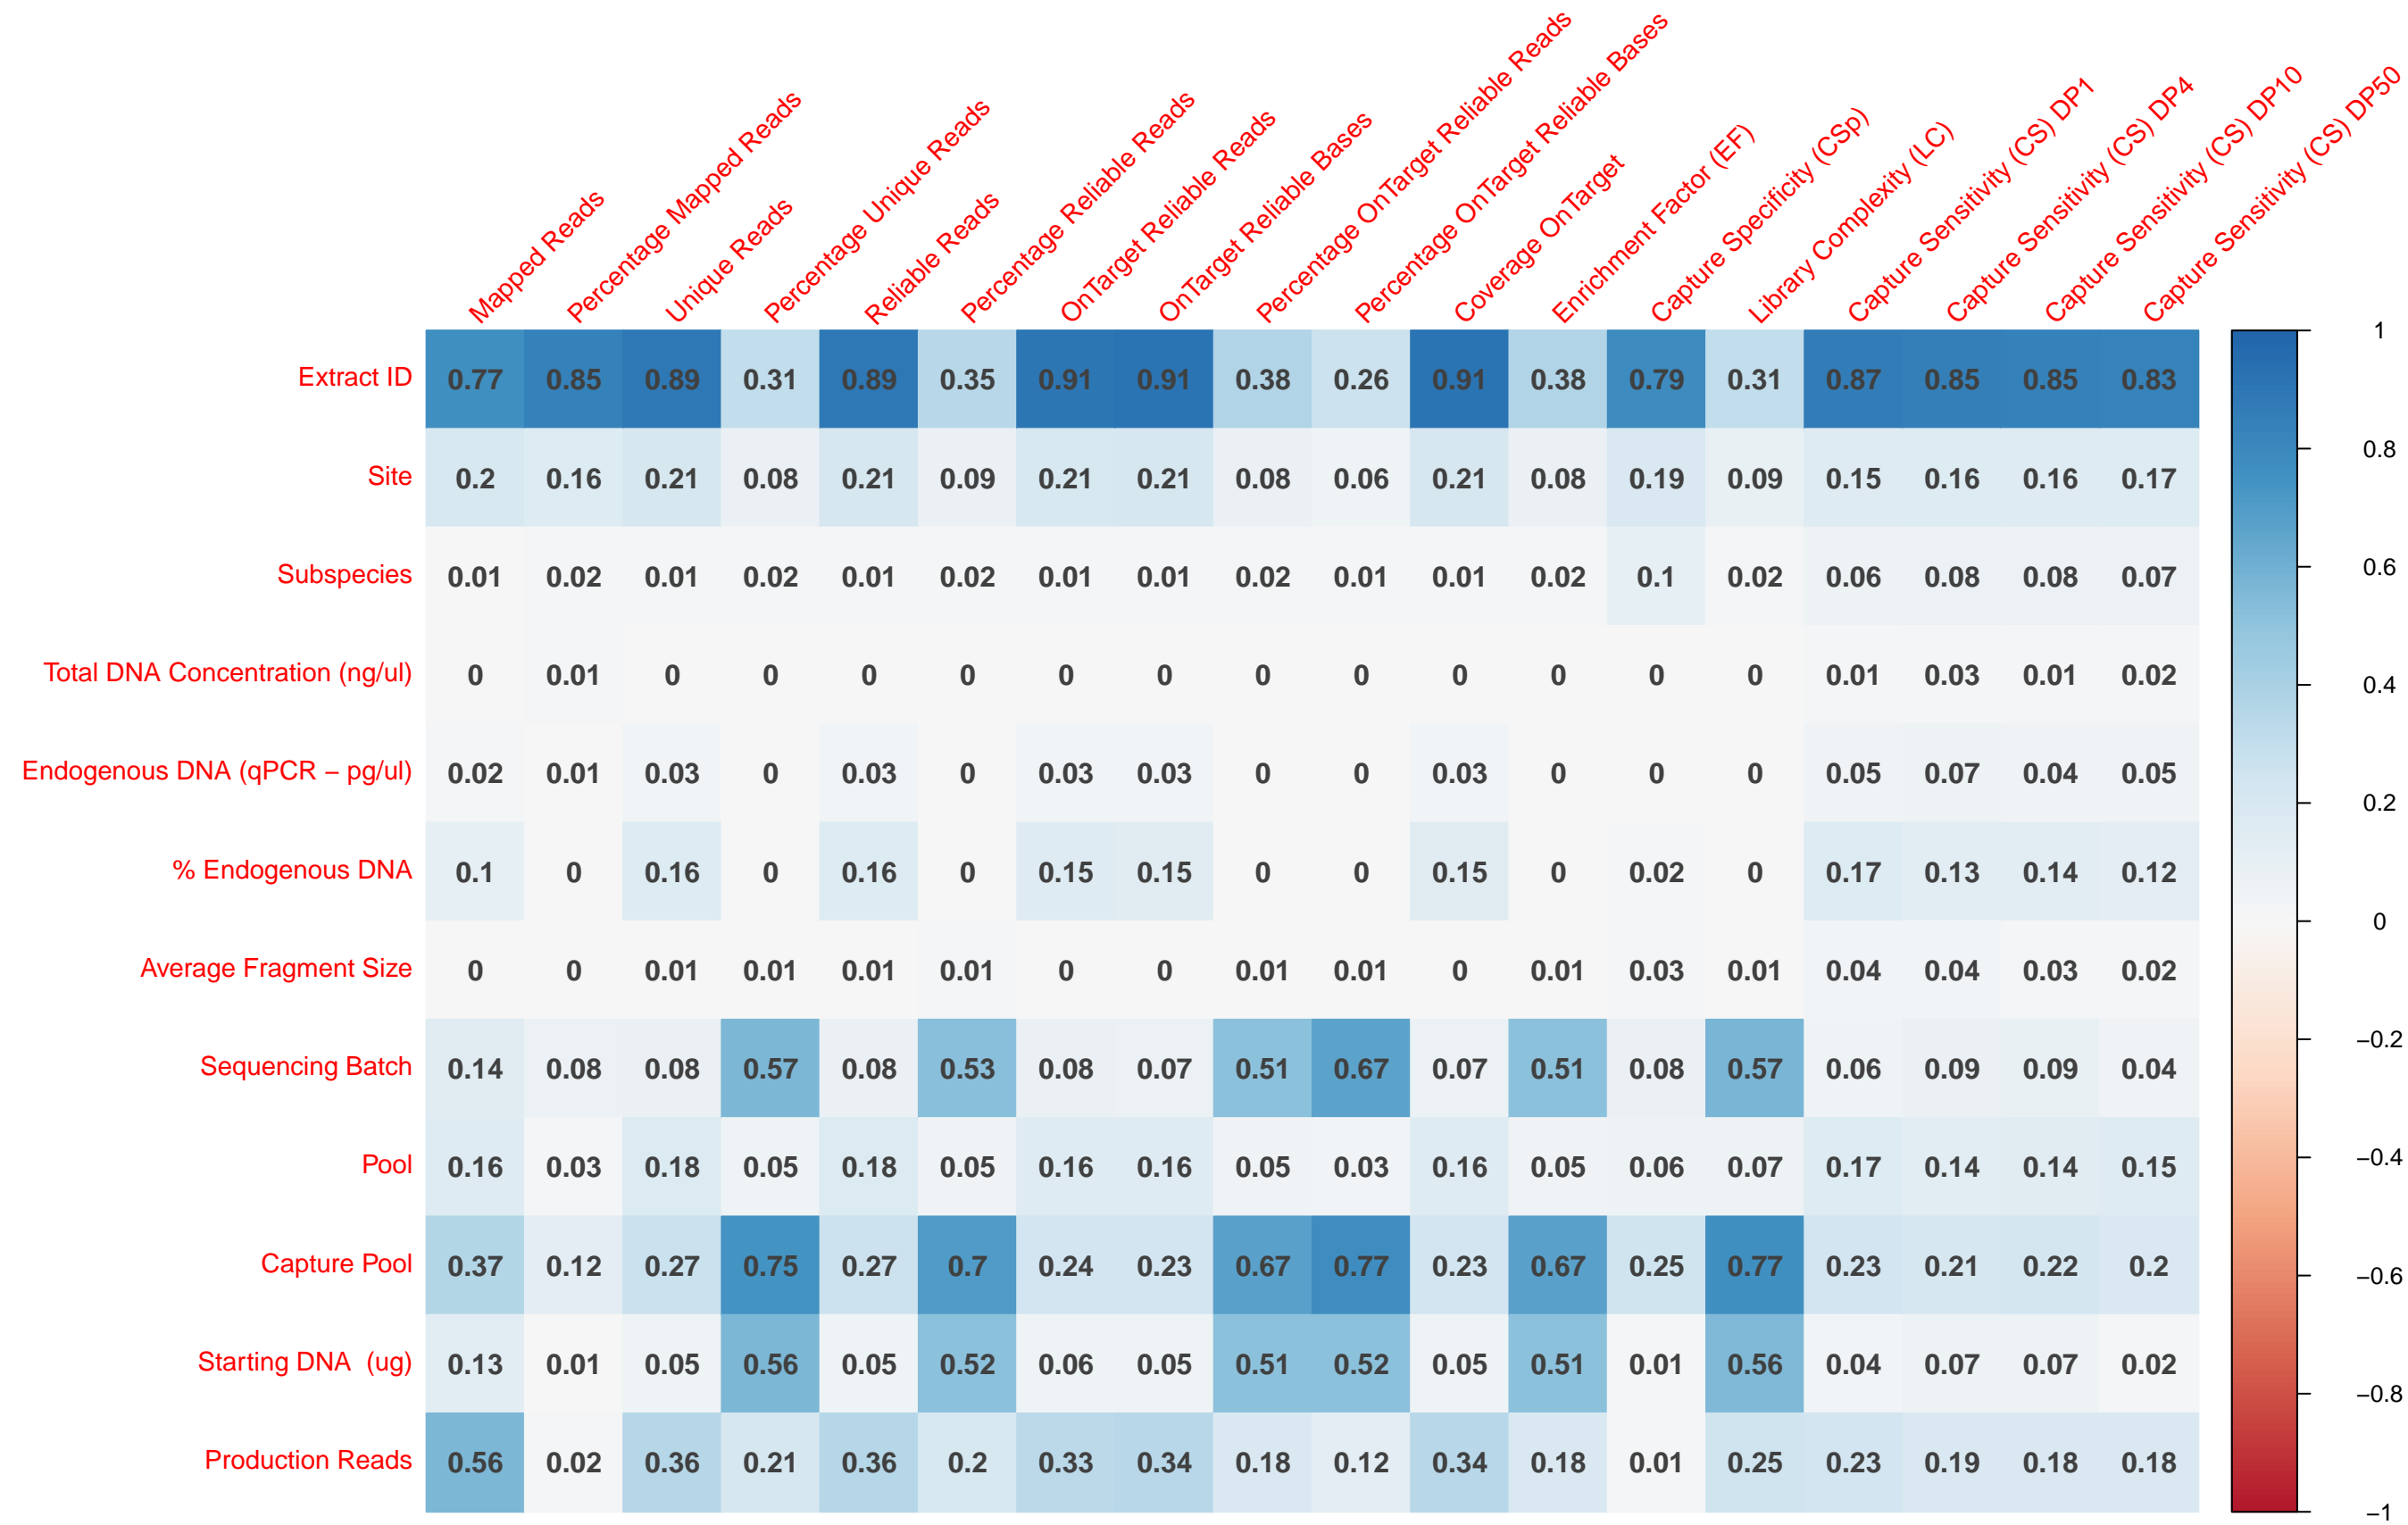 Mapped Reads
Percentage Mapped Reads
Unique Reads
Percentage Unique Reads
Reliable Reads
Percentage Reliable Reads
OnTarget Reliable Reads
OnTarget Reliable Bases
Percentage OnTarget Reliable Reads
Percentage OnTarget Reliable Bases
Coverage OnTarget
Enrichment Factor (EF)
Capture Specificity (CSp)
Library Complexity (LC)
Capture Sensitivity (CS) DP1
Capture Sensitivity (CS) DP4
Capture Sensitivity (CS) DP10
Capture Sensitivity (CS) DP50
Extract ID 0.77 0.85 0.89 0.31 0.89 0.35 0.91 0.91 0.38 0.26 0.91 0.38 0.79 0.31 0.87 0.85 0.85 0.83
Site 0.2 0.16 0.21 0.08 0.21 0.09 0.21 0.21 0.08 0.06 0.21 0.08 0.19 0.09 0.15 0.16 0.16 0.17
Subspecies 0.01 0.02 0.01 0.02 0.01 0.02 0.01 0.01 0.02 0.01 0.01 0.02 0.1 0.02 0.06 0.08 0.08 0.07
Total DNA Concentration (ng/ul) 0 0.01 0 0 0 0 0 0 0 0 0 0 0 0 0.01 0.03 0.01 0.02
Endogenous DNA (qPCR – pg/ul) 0.02 0.01 0.03 0 0.03 0 0.03 0.03 0 0 0.03 0 0 0 0.05 0.07 0.04 0.05
% Endogenous DNA 0.1 0 0.16 0 0.16 0 0.15 0.15 0 0 0.15 0 0.02 0 0.17 0.13 0.14 0.12
Average Fragment Size 0 0 0.01 0.01 0.01 0.01 0 0 0.01 0.01 0 0.01 0.03 0.01 0.04 0.04 0.03 0.02
Sequencing Batch 0.14 0.08 0.08 0.57 0.08 0.53 0.08 0.07 0.51 0.67 0.07 0.51 0.08 0.57 0.06 0.09 0.09 0.04
Pool 0.16 0.03 0.18 0.05 0.18 0.05 0.16 0.16 0.05 0.03 0.16 0.05 0.06 0.07 0.17 0.14 0.14 0.15
Capture Pool 0.37 0.12 0.27 0.75 0.27 0.7 0.24 0.23 0.67 0.77 0.23 0.67 0.25 0.77 0.23 0.21 0.22 0.2
Starting DNA (ug) 0.13 0.01 0.05 0.56 0.05 0.52 0.06 0.05 0.51 0.52 0.05 0.51 0.01 0.56 0.04 0.07 0.07 0.02
Production Reads 0.56 0.02 0.36 0.21 0.36 0.2 0.33 0.34 0.18 0.12 0.34 0.18 0.01 0.25 0.23 0.19 0.18 0.18
1
0.8
0.6
0.4
0.2
0
−0.2
−0.4
−0.6
−0.8
−1